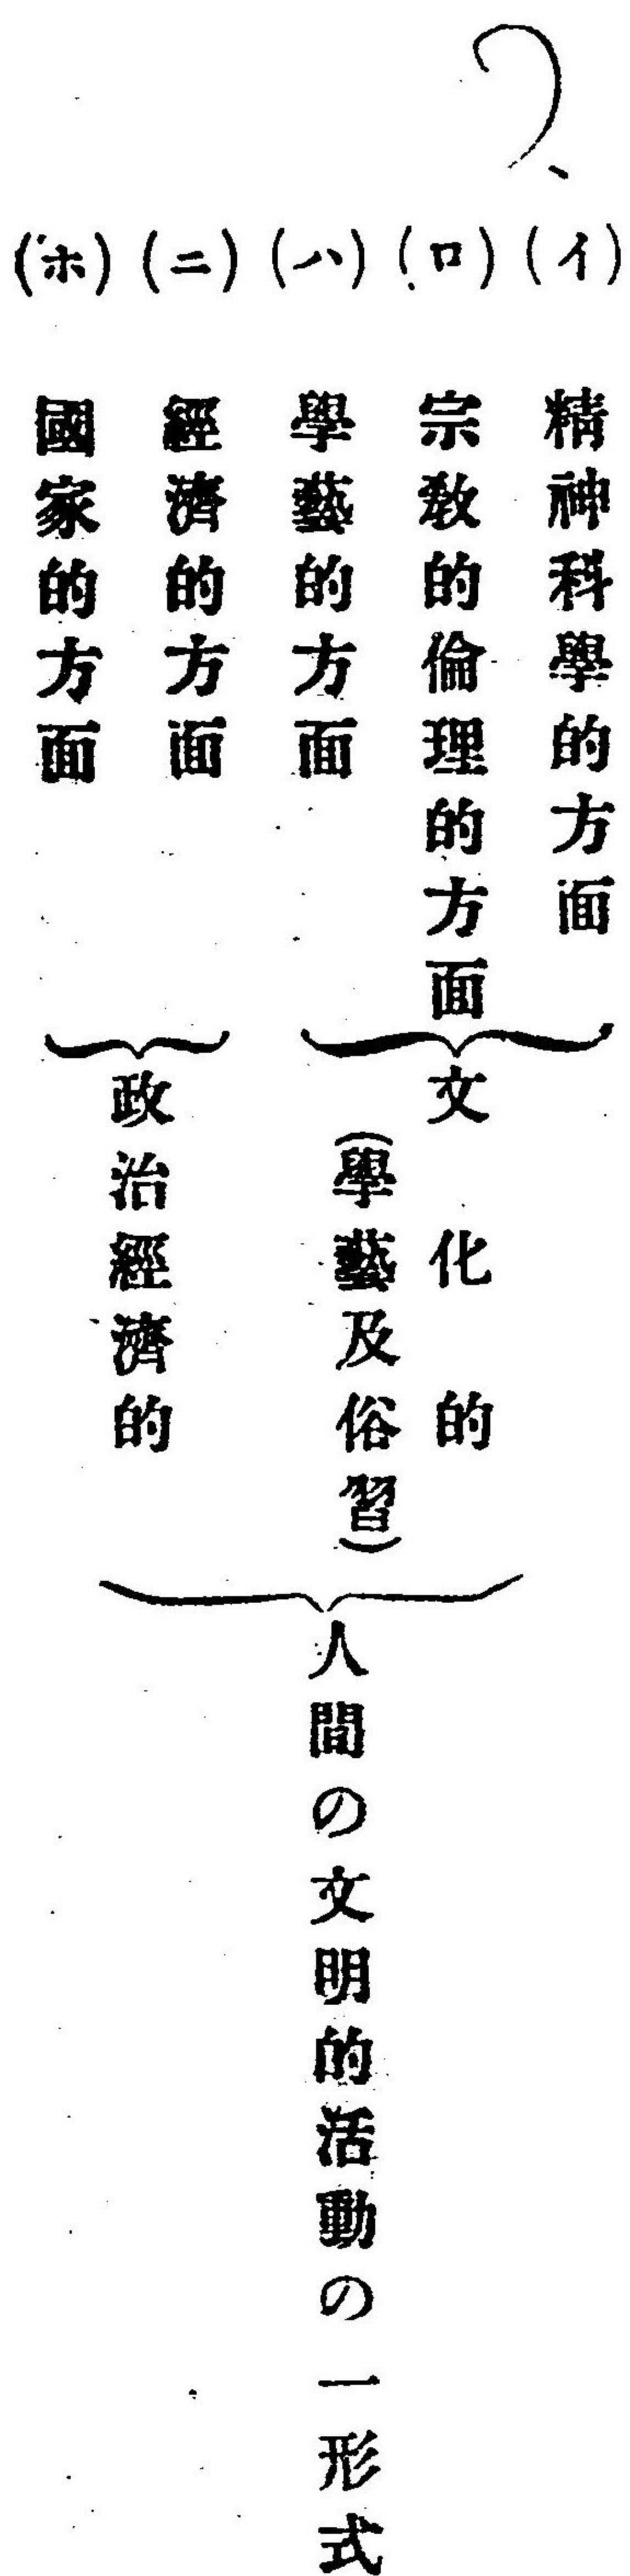 (イ) 精神科學的方面
(ロ) 宗敎的倫理的方面
(ハ) 學藝的方面
(ニ) 經濟的方面
(ホ) 國家的方面
文化的
(學藝及俗習)
政治經濟的
人間の文明的活動の一形式